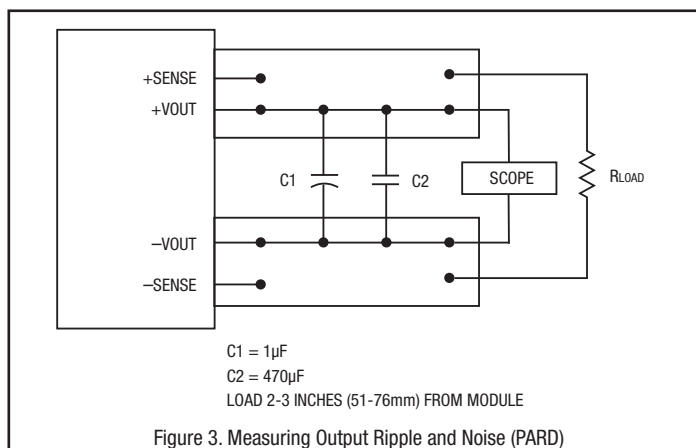 +SENSE
+VOUT
C1
C2
SCOPE
RLOAD
−VOUT
−SENSE
C1 = 1µF
C2 = 470µF
LOAD 2-3 INCHES (51-76mm) FROM MODULE
Figure 3. Measuring Output Ripple and Noise (PARD)